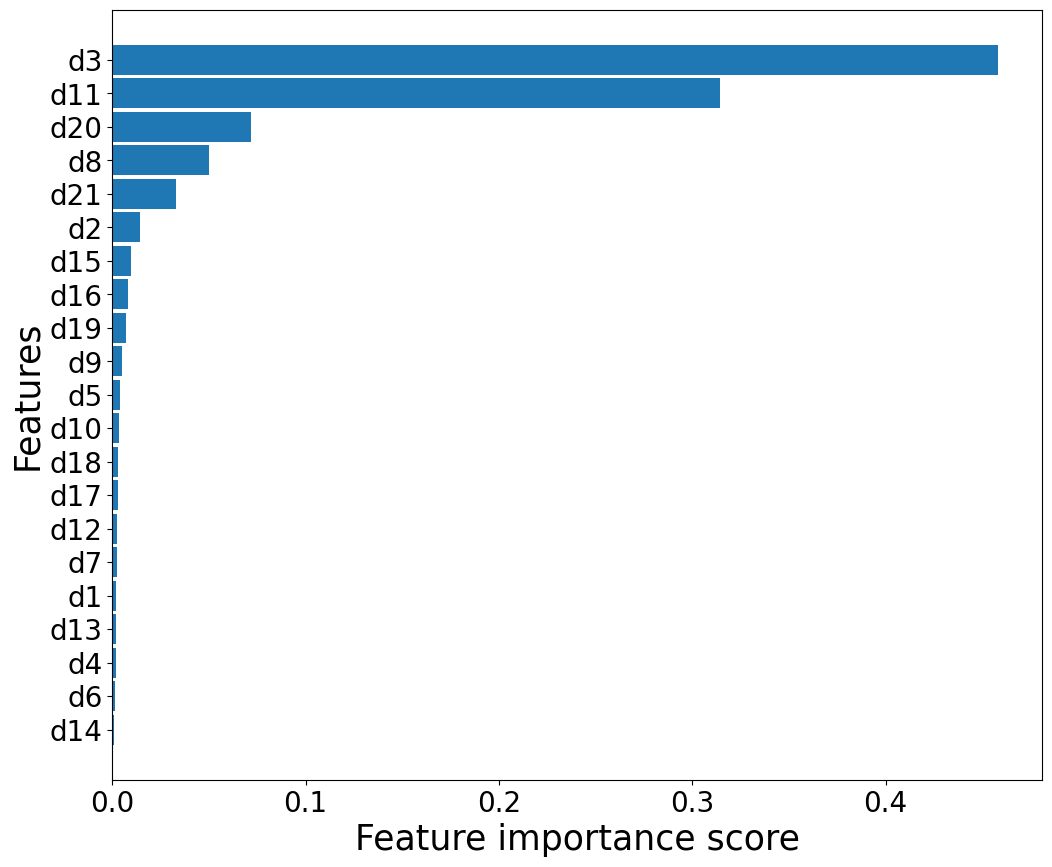 d3
d11
d20
d8
d21
d2
d15
d16
d19
d9
d5
d10
d18
d17
d12
d7
d1
d13
d4
d6
d14
Features
0.0 0.1 0.2 0.3 0.4
Feature importance score